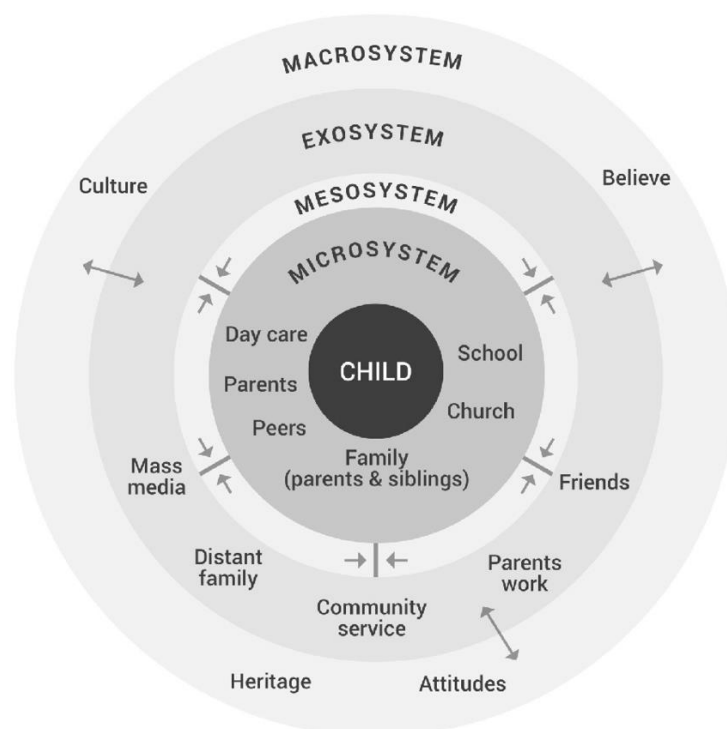 MACROSYSTEM
EXOSYSTEM
Culture
Believe
MESOSYSTEM
MICROSYSTEM
Day care
School
CHILD
Parents
Church
Peers
Family
(parents & siblings)
Mass
media
Friends
Distant
family
Parents
work
Community
service
Heritage
Attitudes